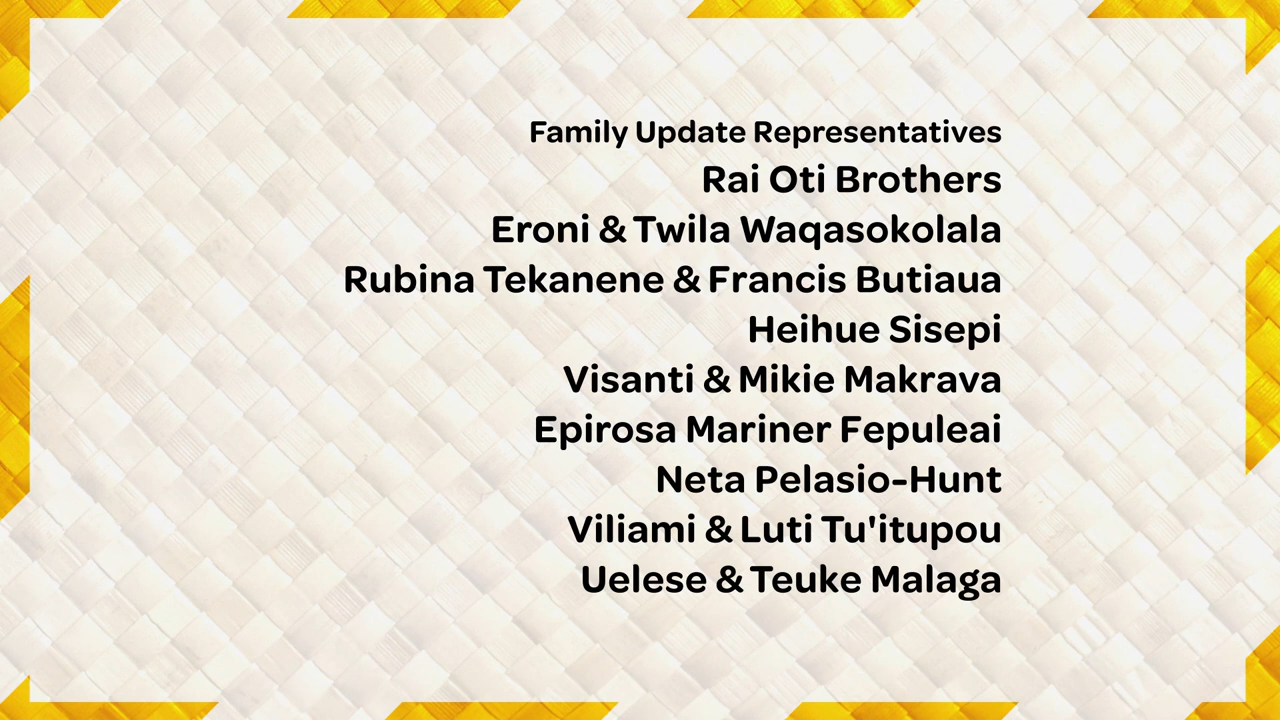 Family Update Representatives
Rai Oti Brothers
Eroni & Twila Waqasokolala
Rubina Tekanene & Francis Butiaua
Heihue Sisepi
Visanti & Mikie Makrava
Epirosa Mariner Fepuleai
Neta Pelasio-Hunt
Viliami & Luti Tu'itupou
Uelese & Teuke Malaga